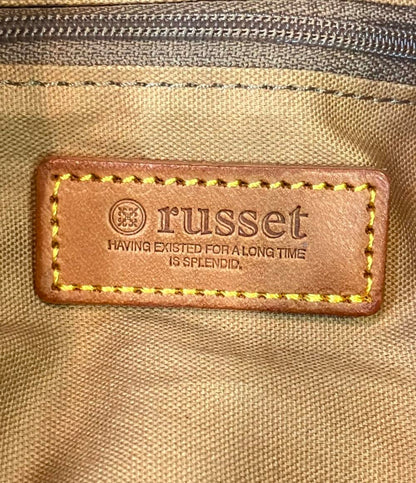 russet
HAVING EXISTED FOR A LONG TIME
IS SPLENDID.